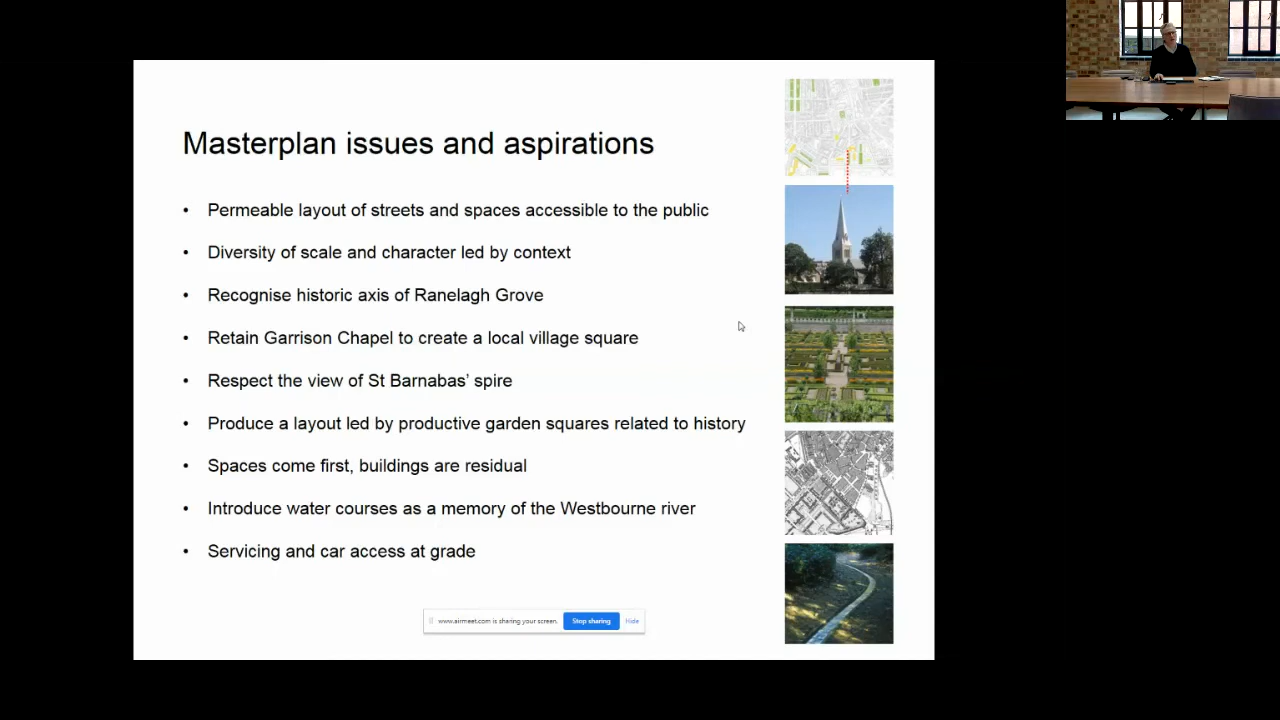 Masterplan issues and aspirations
• Permeable layout of streets and spaces accessible to the public
• Diversity of scale and character led by context
• Recognise historic axis of Ranelagh Grove
• Retain Garrison Chapel to create a local village square
• Respect the view of St Barnabas’ spire
• Produce a layout led by productive garden squares related to history
• Spaces come first, buildings are residual
• Introduce water courses as a memory of the Westbourne river
• Servicing and car access at grade
www.airmeet.com is sharing your screen. Stop sharing Hide